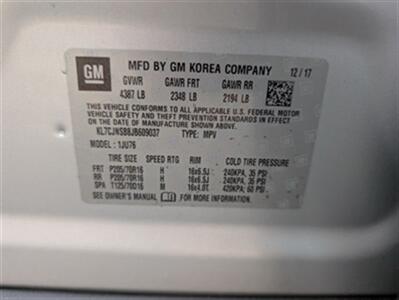 GM
MFD BY GM KOREA COMPANY 12/17
GVWR GAWR FRT GAWR RR
4387 LB 2348 LB 2194 LB
THIS VEHICLE CONFORMS TO ALL APPLICABLE U.S. FEDERAL MOTOR
VEHICLE SAFETY AND THEFT PREVENTION STANDARDS IN EFFECT ON
THE DATE OF MANUFACTURE SHOWN ABOVE.
KL7CJNSB8JB609037 TYPE: MPV
MODEL: 1JU76
TIRE SIZE SPEED RTG RIM COLD TIRE PRESSURE
FRT P205/70R16 H 16x6.5J 240KPA, 35 PSI
RR P205/70R16 H 16x6.5J 240KPA, 35 PSI
SPA T125/70D16 M 16x4.0T 420KPA, 60 PSI
SEE OWNER'S MANUAL FOR MORE INFORMATION.